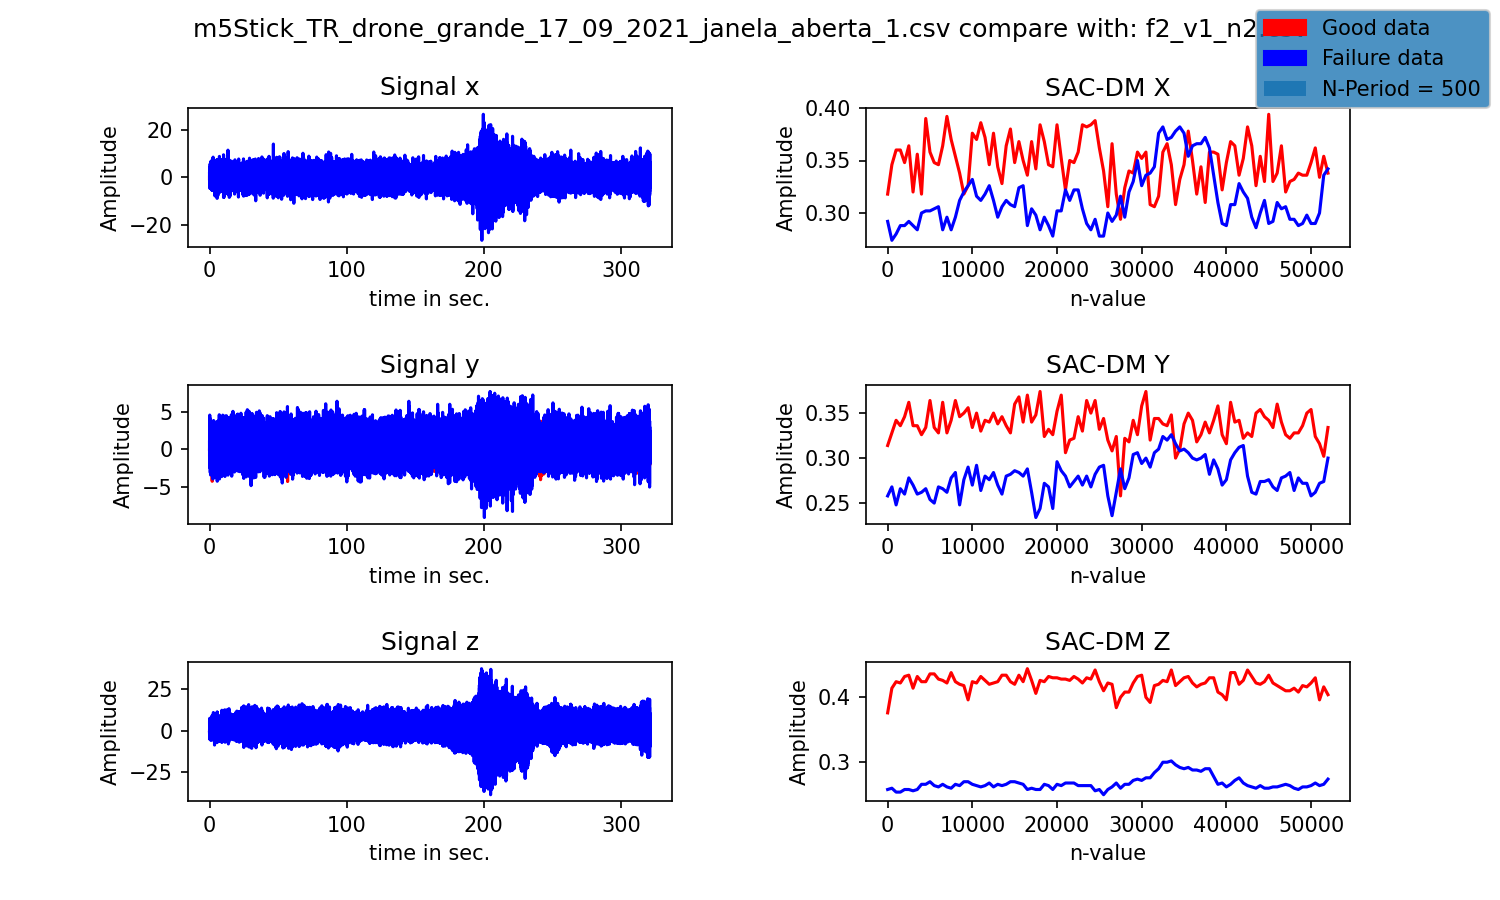 m5Stick_TR_drone_grande_17_09_2021_janela_aberta_1.csv compare with: f2_v1_n2
Good data
Failure data
N-Period = 500
Signal x
Amplitude
20
0
−20
0 100 200 300
time in sec.
SAC-DM X
Amplitude
0.40
0.35
0.30
0 10000 20000 30000 40000 50000
n-value
Signal y
Amplitude
5
0
−5
0 100 200 300
time in sec.
SAC-DM Y
Amplitude
0.35
0.30
0.25
0 10000 20000 30000 40000 50000
n-value
Signal z
Amplitude
25
0
−25
0 100 200 300
time in sec.
SAC-DM Z
Amplitude
0.4
0.3
0 10000 20000 30000 40000 50000
n-value